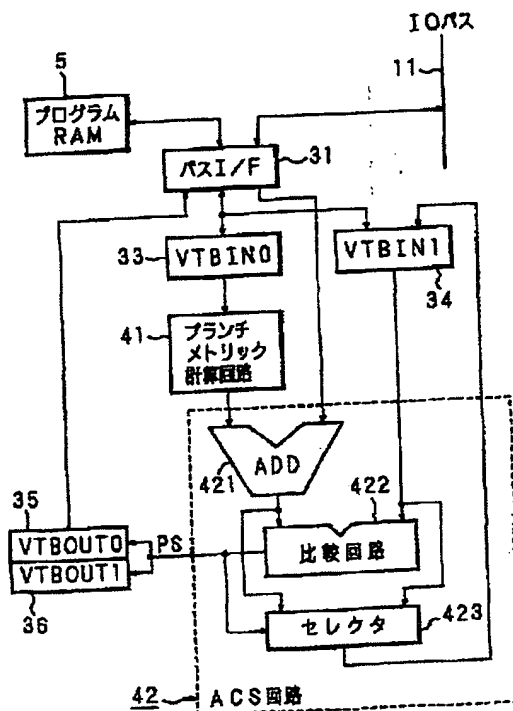 IOバス
11
5
プログラム
RAM
バスI/F
31
33
VTBIN0
VTBIN1
34
41
ブランチ
メトリック
計算回路
421
ADD
422
35
VTBOUT0
PS
比較回路
VTBOUT1
36
セレクタ
423
42
ACS回路